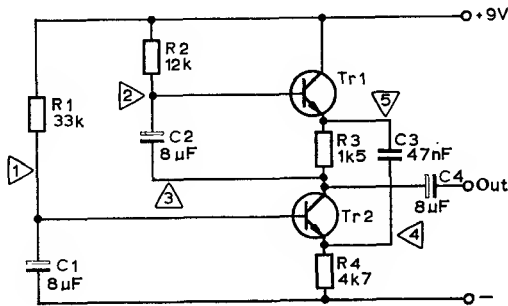 +9V
R2
12k
Tr1
2
5
R1
33k
C2
8µF
R3
1k5
C3
47nF
1
3
C4
Out
8µF
Tr2
4
C1
8µF
R4
4k7
–